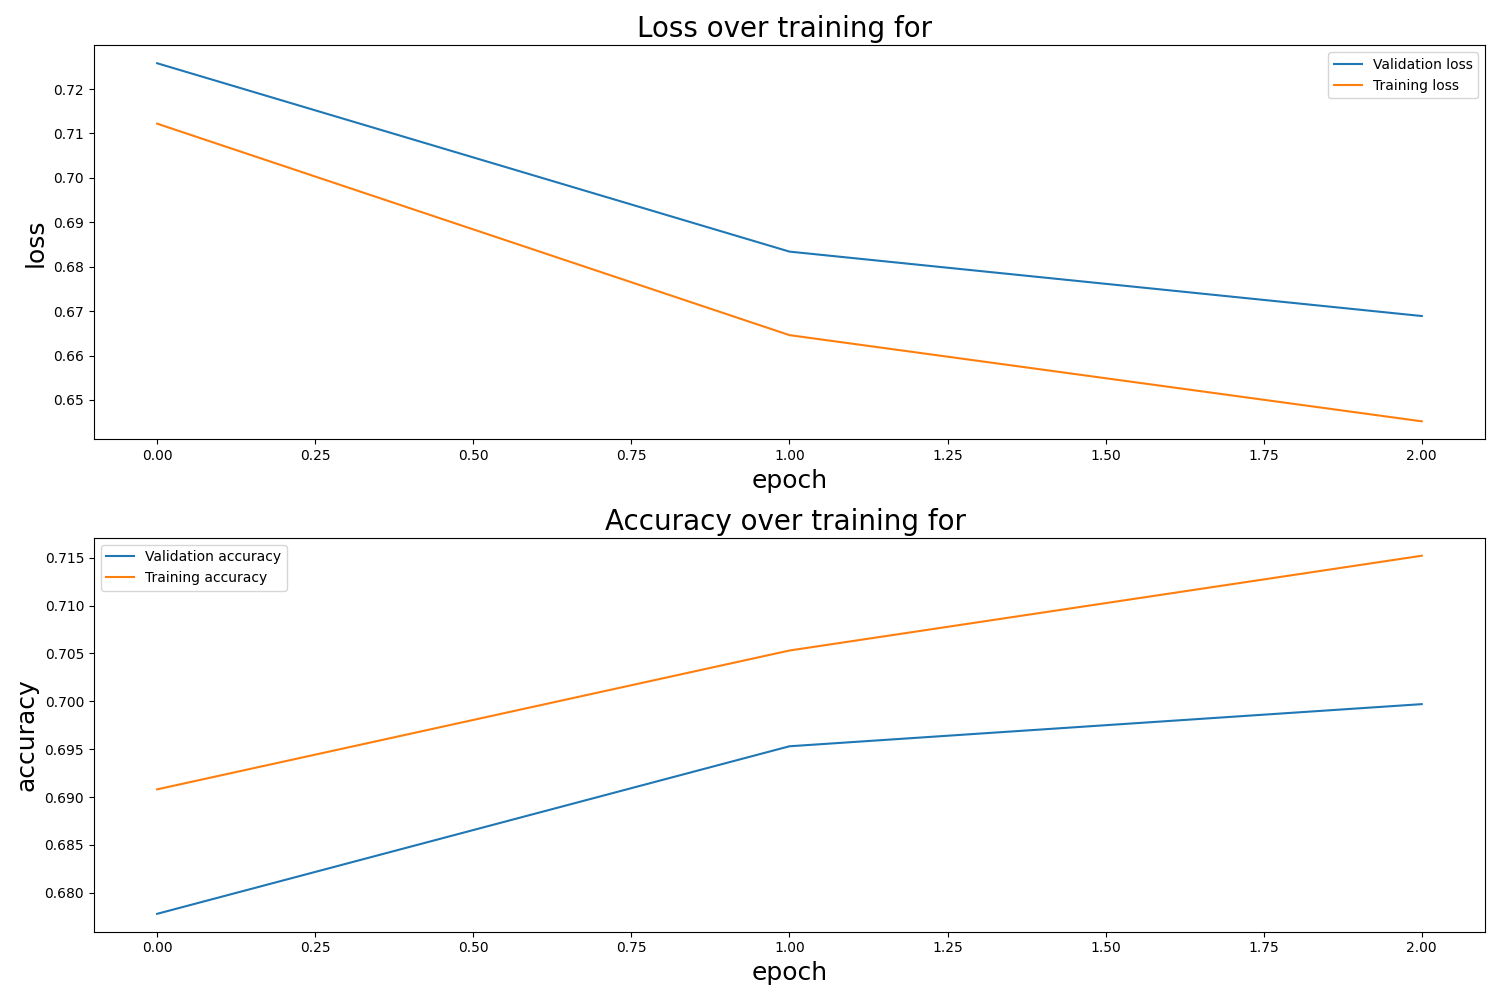 Loss over training for
Validation loss
Training loss
0.72
0.71
0.70
0.69
0.68
0.67
0.66
0.65
loss
0.00 0.25 0.50 0.75 1.00 1.25 1.50 1.75 2.00
epoch
Accuracy over training for
Validation accuracy
Training accuracy
0.715
0.710
0.705
0.700
0.695
0.690
0.685
0.680
accuracy
0.00 0.25 0.50 0.75 1.00 1.25 1.50 1.75 2.00
epoch